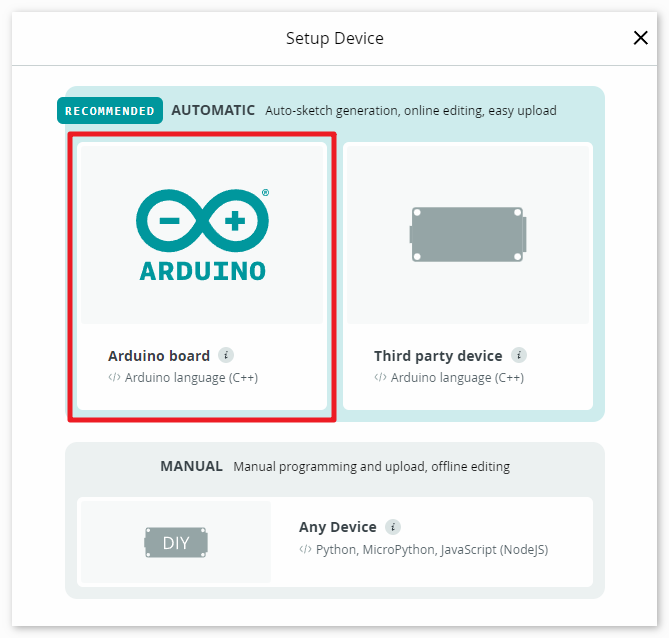 Setup Device
RECOMMENDED AUTOMATIC Auto-sketch generation, online editing, easy upload
ARDUINO
®
Arduino board i
</> Arduino language (C++)
Third party device i
</> Arduino language (C++)
MANUAL Manual programming and upload, offline editing
DIY
Any Device i
</> Python, MicroPython, JavaScript (NodeJS)